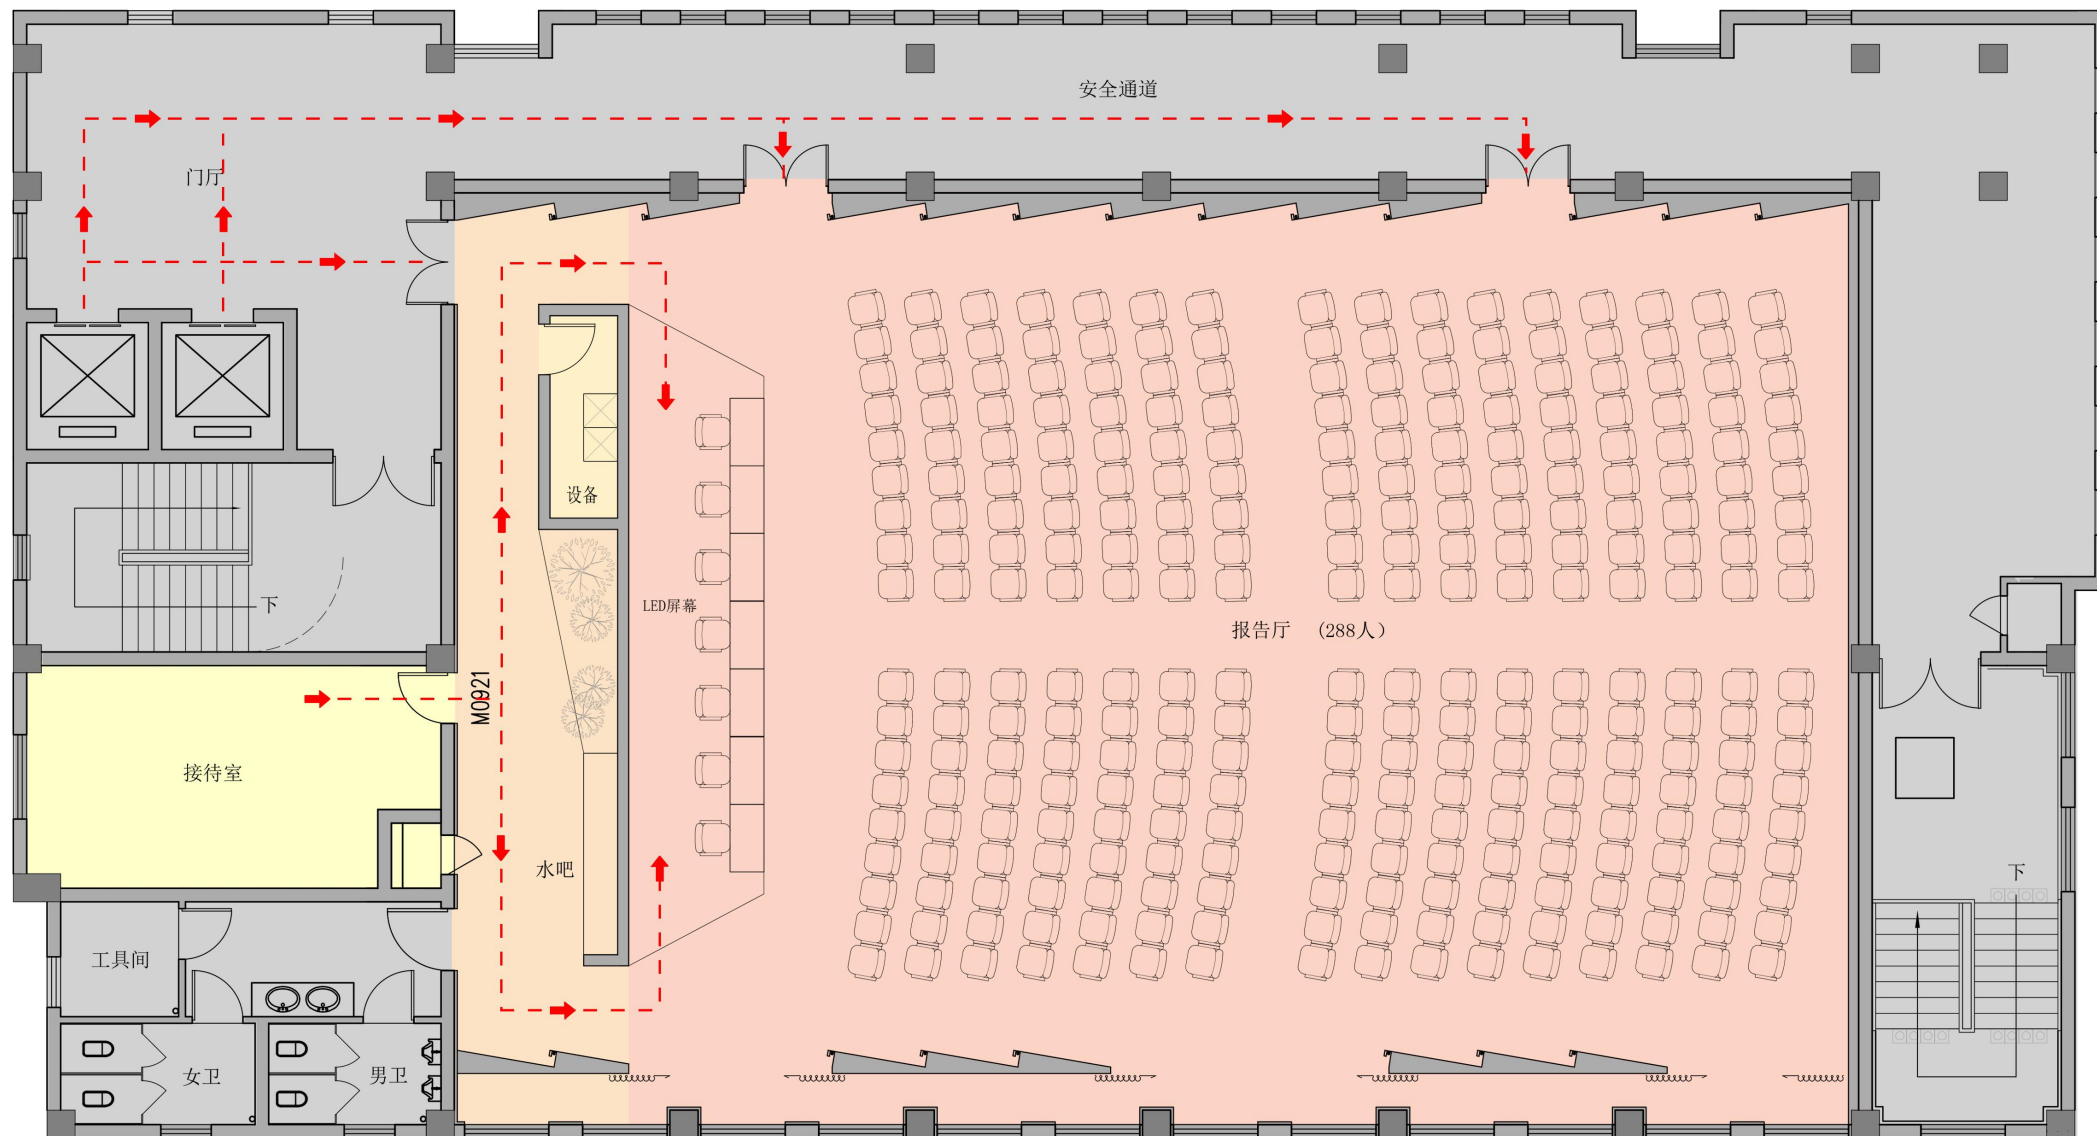 安全通道
门厅
设备
LED屏幕
下
报告厅 (288人)
M0921
接待室
水吧
下
工具间
女卫
男卫